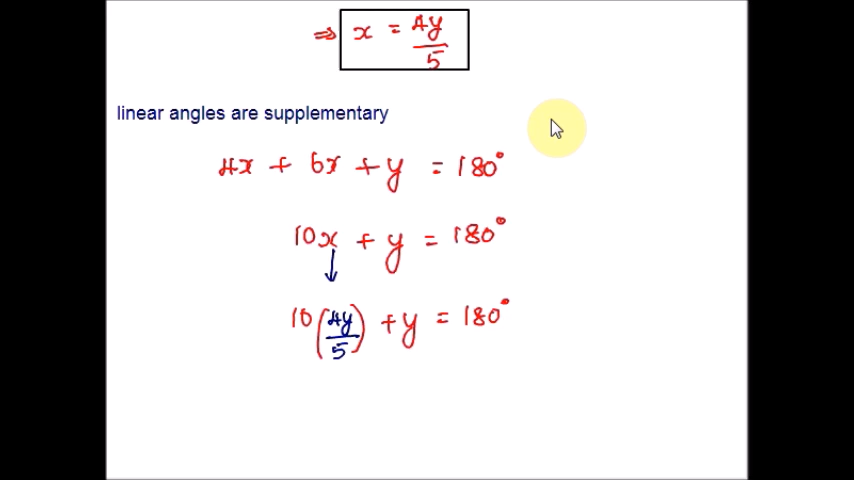 ⇒ x = 4y/5
linear angles are supplementary
4x + 6x + y = 180°
10x + y = 180°
10(4y/5) + y = 180°